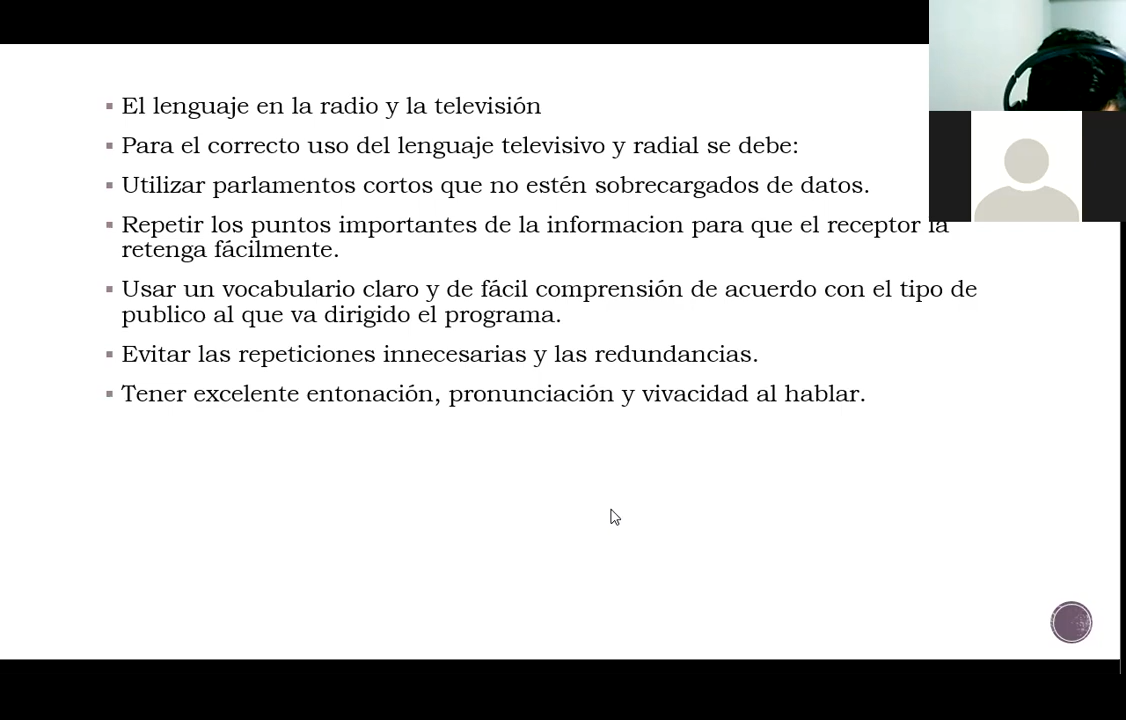 El lenguaje en la radio y la televisión
Para el correcto uso del lenguaje televisivo y radial se debe:
Utilizar parlamentos cortos que no estén sobrecargados de datos.
Repetir los puntos importantes de la informacion para que el receptor la
retenga fácilmente.
Usar un vocabulario claro y de fácil comprensión de acuerdo con el tipo de
publico al que va dirigido el programa.
Evitar las repeticiones innecesarias y las redundancias.
Tener excelente entonación, pronunciación y vivacidad al hablar.